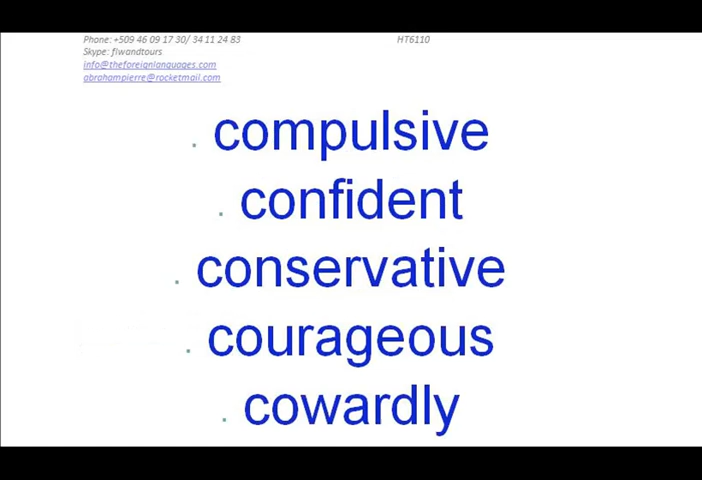 Phone: +509 46 09 17 30/ 34 11 24 83 HT6110
Skype: flwandtours
info@theforeignlanguages.com
abrahampierre@rocketmail.com
. compulsive
. confident
. conservative
. courageous
. cowardly